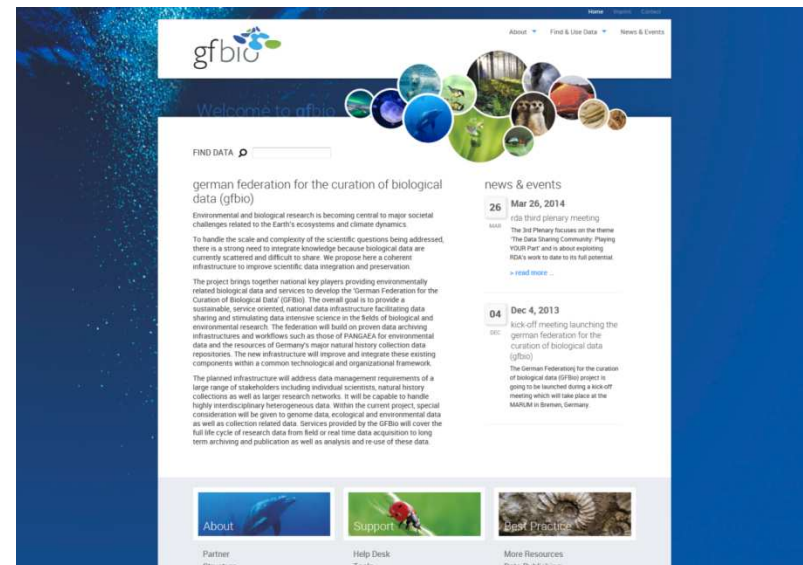 Home Imprint Contact
gfbio
About Find & Use Data News & Events
Welcome to gfbio
FIND DATA
german federation for the curation of biological
data (gfbio)
Environmental and biological research is becoming central to major societal
challenges related to the Earth's ecosystems and climate dynamics.
To handle the scale and complexity of the scientific questions being addressed,
there is a strong need to integrate knowledge because biological data are
currently scattered and difficult to share. We propose here a coherent
infrastructure to improve scientific data integration and preservation.
The project brings together national key players providing environmentally
related biological data and services to develop the 'German Federation for the
Curation of Biological Data' (GFBio). The overall goal is to provide a
sustainable, service oriented, national data infrastructure facilitating data
sharing and stimulating data intensive science in the fields of biological and
environmental research. The federation will build on proven data archiving
infrastructures and workflows such as those of PANGAEA for environmental
data and the resources of Germany's major natural history collection data
repositories. The new infrastructure will improve and integrate these existing
components within a common technological and organizational framework.
The planned infrastructure will address data management requirements of a
large range of stakeholders including individual scientists, natural history
collections as well as larger research networks. It will be capable to handle
highly interdisciplinary heterogeneous data. Within the current project, special
consideration will be given to genome data, ecological and environmental data
as well as collection related data. Services provided by the GFBio will cover the
full life cycle of research data from field or real time data acquisition to long
term archiving and publication as well as analysis and re-use of these data.
news & events
26
MAR
Mar 26, 2014
rda third plenary meeting
The 3rd Plenary focuses on the theme
'The Data Sharing Community: Playing
YOUR Part' and is about exploiting
RDA's work to date to its full potential.
> read more ...
04
DEC
Dec 4, 2013
kick-off meeting launching the
german federation for the
curation of biological data
(gfbio)
The German Federation| for the curation
of biological data (GFBio) project is
going to be launched during a kick-off
meeting which will take place at the
MARUM in Bremen, Germany.
About
Support
Best Practice
Partner
Help Desk
More Resources